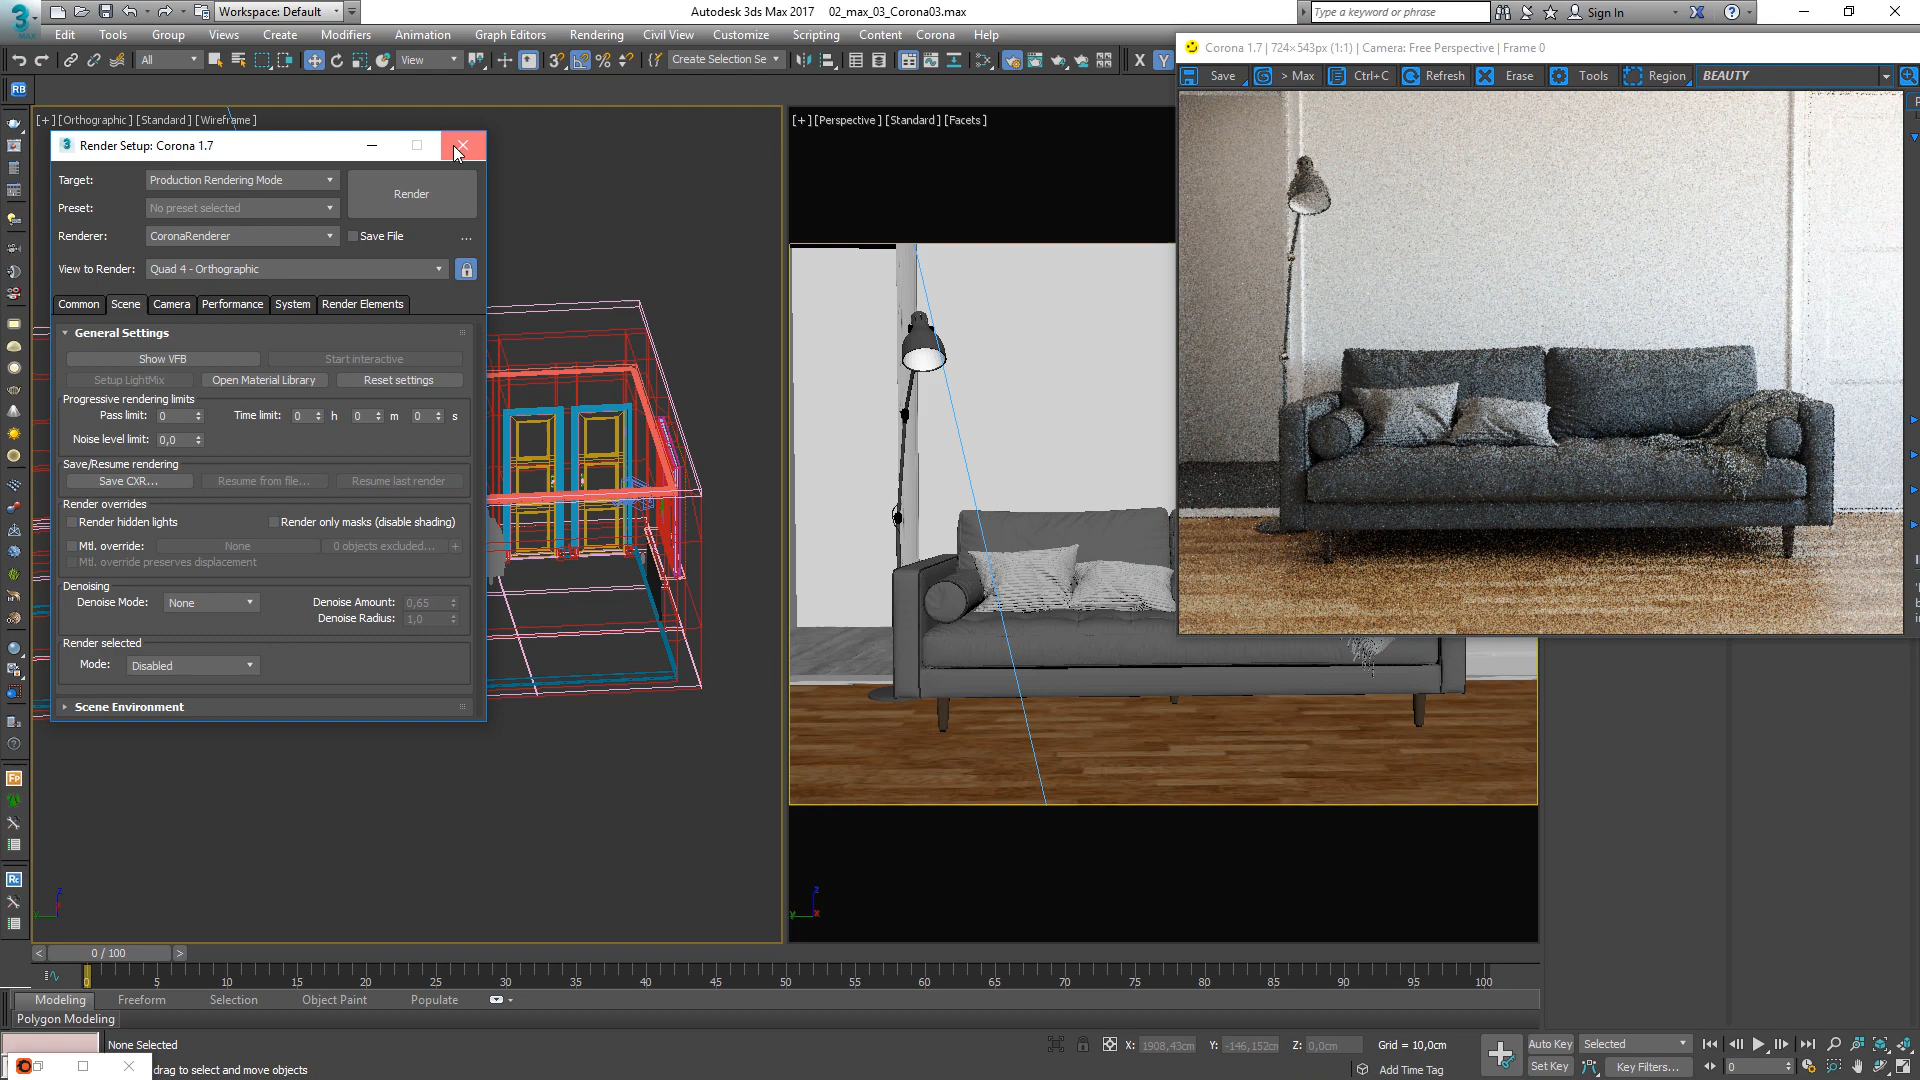 Workspace: Default
Autodesk 3ds Max 2017 02_max_03_Corona03.max
Type a keyword or phrase
Sign In
Edit Tools Group Views Create Modifiers Animation Graph Editors Rendering Civil View Customize Scripting Content Corona Help
MAX
All
View
Create Selection Se
X Y
RB
Corona 1.7 | 724×543px (1:1) | Camera: Free Perspective | Frame 0
Save > Max Ctrl+C Refresh Erase Tools Region BEAUTY
[+] [Orthographic ] [Standard ] [Wireframe ]
[+] [Perspective ] [Standard ] [Facets ]
Render Setup: Corona 1.7
Target: Production Rendering Mode
Render
Preset: No preset selected
Renderer: CoronaRenderer
Save File ...
View to Render: Quad 4 - Orthographic
Common Scene Camera Performance System Render Elements
General Settings
Show VFB Start interactive
Setup LightMix Open Material Library Reset settings
Progressive rendering limits
Pass limit: 0 Time limit: 0 h 0 m 0 s
Noise level limit: 0,0
Save/Resume rendering
Save CXR... Resume from file... Resume last render
Render overrides
Render hidden lights Render only masks (disable shading)
Mtl. override: None 0 objects excluded... +
Mtl. override preserves displacement
Denoising
Denoise Mode: None Denoise Amount: 0,65
Denoise Radius: 1,0
Render selected
Mode: Disabled
Scene Environment
Fp
Rc
z
y
z
y x
< 0 / 100 >
0 5 10 15 20 25 30 35 40 45 50 55 60 65 70 75 80 85 90 95 100
Modeling Freeform Selection Object Paint Populate
Polygon Modeling
None Selected
X: 1908,43cm Y: -146,152cm Z: 0,0cm Grid = 10,0cm
Auto Key Selected
drag to select and move objects
Add Time Tag
Set Key Key Filters... 0